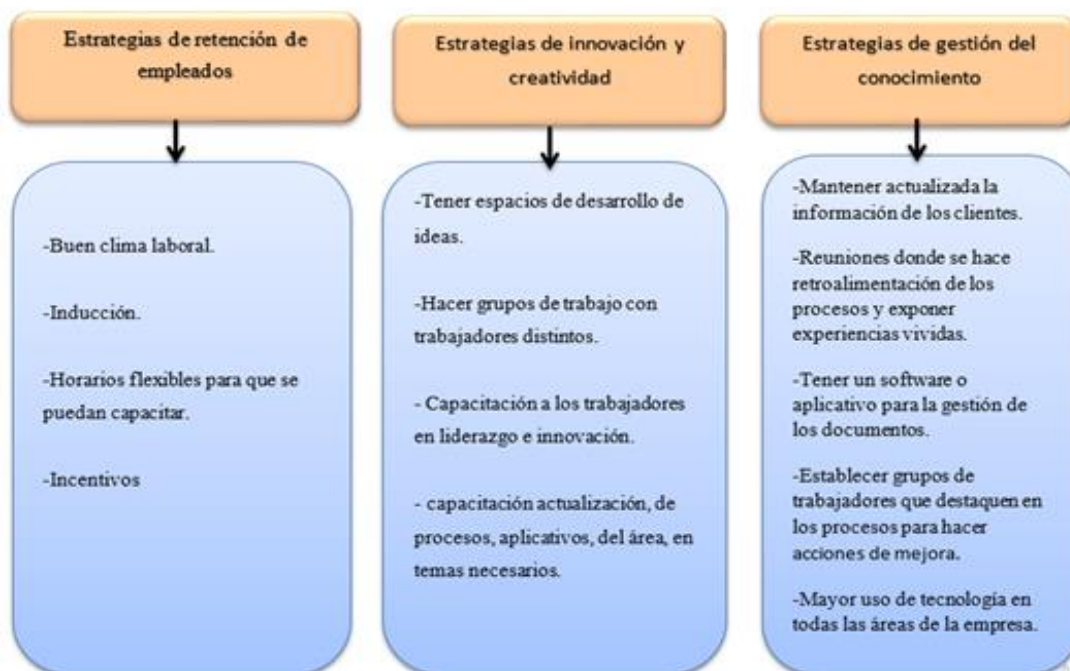 Estrategias de retención de
empleados
-Buen clima laboral.
-Inducción.
-Horarios flexibles para que se
puedan capacitar.
-Incentivos
Estrategias de innovación y
creatividad
-Tener espacios de desarrollo de
ideas.
-Hacer grupos de trabajo con
trabajadores distintos.
- Capacitación a los trabajadores
en liderazgo e innovación.
- capacitación actualización, de
procesos, aplicativos, del área, en
temas necesarios.
Estrategias de gestión del
conocimiento
-Mantener actualizada la
información de los clientes.
-Reuniones donde se hace
retroalimentación de los
procesos y exponer
experiencias vividas.
-Tener un software o
aplicativo para la gestión de
los documentos.
-Establecer grupos de
trabajadores que destaquen en
los procesos para hacer
acciones de mejora.
-Mayor uso de tecnología en
todas las áreas de la empresa.